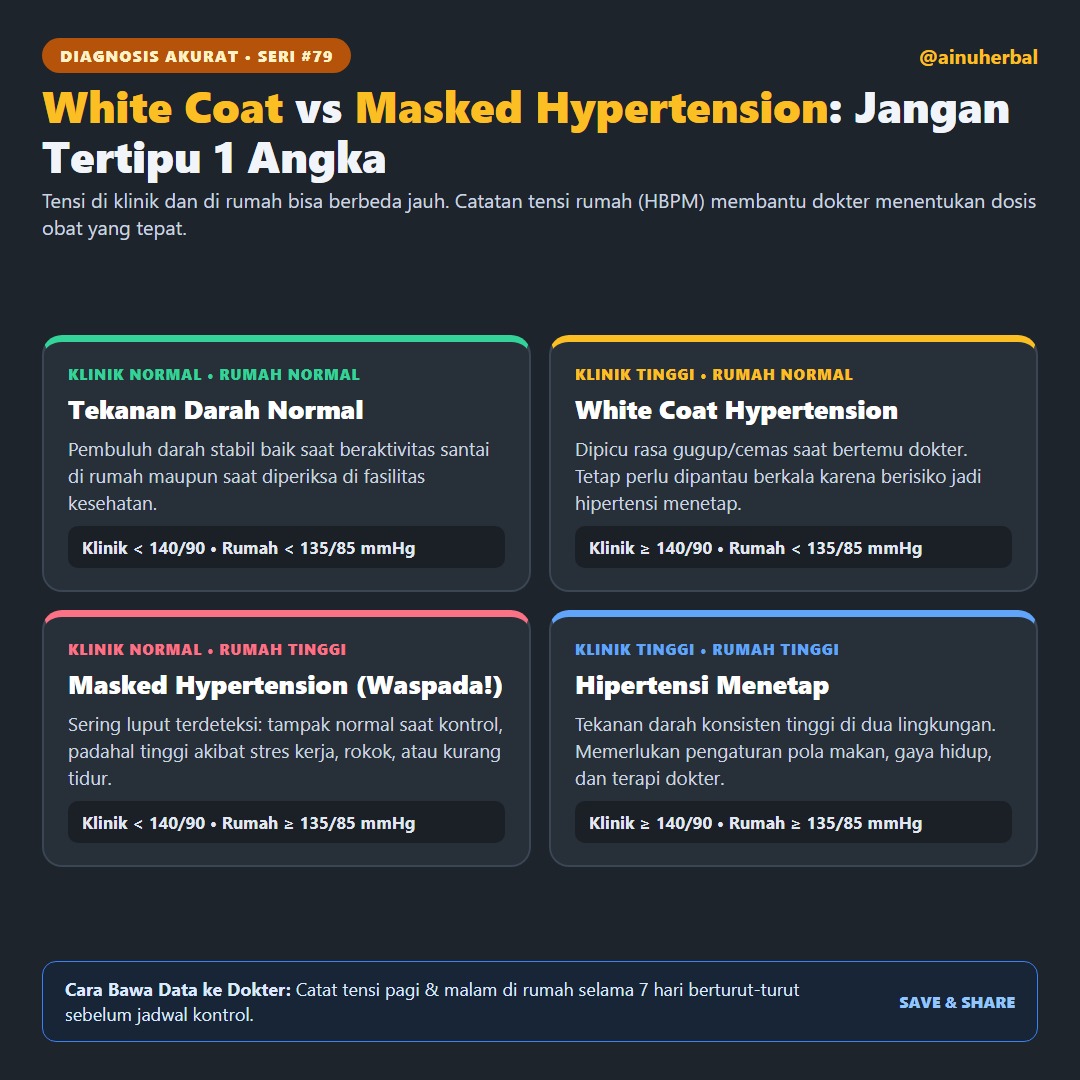 DIAGNOSIS AKURAT • SERI #79
@ainuherbal
White Coat vs Masked Hypertension: Jangan
Tertipu 1 Angka
Tensi di klinik dan di rumah bisa berbeda jauh. Catatan tensi rumah (HBPM) membantu dokter menentukan dosis
obat yang tepat.
KLINIK NORMAL • RUMAH NORMAL
Tekanan Darah Normal
Pembuluh darah stabil baik saat beraktivitas santai
di rumah maupun saat diperiksa di fasilitas
kesehatan.
Klinik < 140/90 • Rumah < 135/85 mmHg
KLINIK TINGGI • RUMAH NORMAL
White Coat Hypertension
Dipicu rasa gugup/cemas saat bertemu dokter.
Tetap perlu dipantau berkala karena berisiko jadi
hipertensi menetap.
Klinik ≥ 140/90 • Rumah < 135/85 mmHg
KLINIK NORMAL • RUMAH TINGGI
Masked Hypertension (Waspada!)
Sering luput terdeteksi: tampak normal saat kontrol,
padahal tinggi akibat stres kerja, rokok, atau kurang
tidur.
Klinik < 140/90 • Rumah ≥ 135/85 mmHg
KLINIK TINGGI • RUMAH TINGGI
Hipertensi Menetap
Tekanan darah konsisten tinggi di dua lingkungan.
Memerlukan pengaturan pola makan, gaya hidup,
dan terapi dokter.
Klinik ≥ 140/90 • Rumah ≥ 135/85 mmHg
Cara Bawa Data ke Dokter: Catat tensi pagi & malam di rumah selama 7 hari berturut-turut
sebelum jadwal kontrol.
SAVE & SHARE